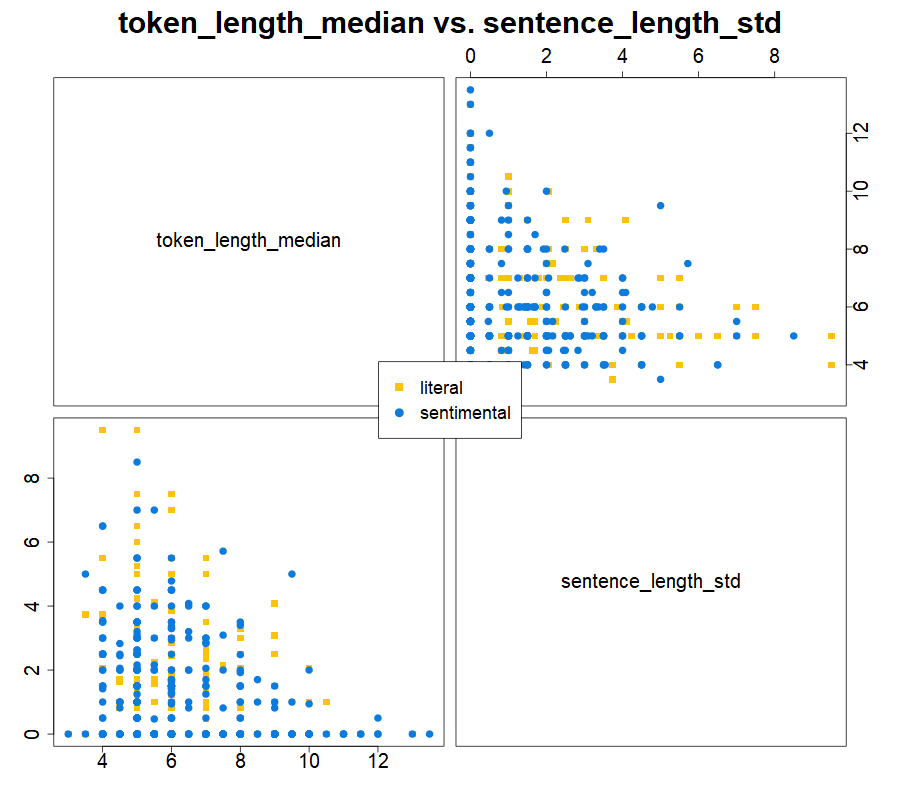 token_length_median vs. sentence_length_std
0 2 4 6 8
token_length_median
12
10
8
6
4
literal
sentimental
8
6
4
2
0
sentence_length_std
4 6 8 10 12